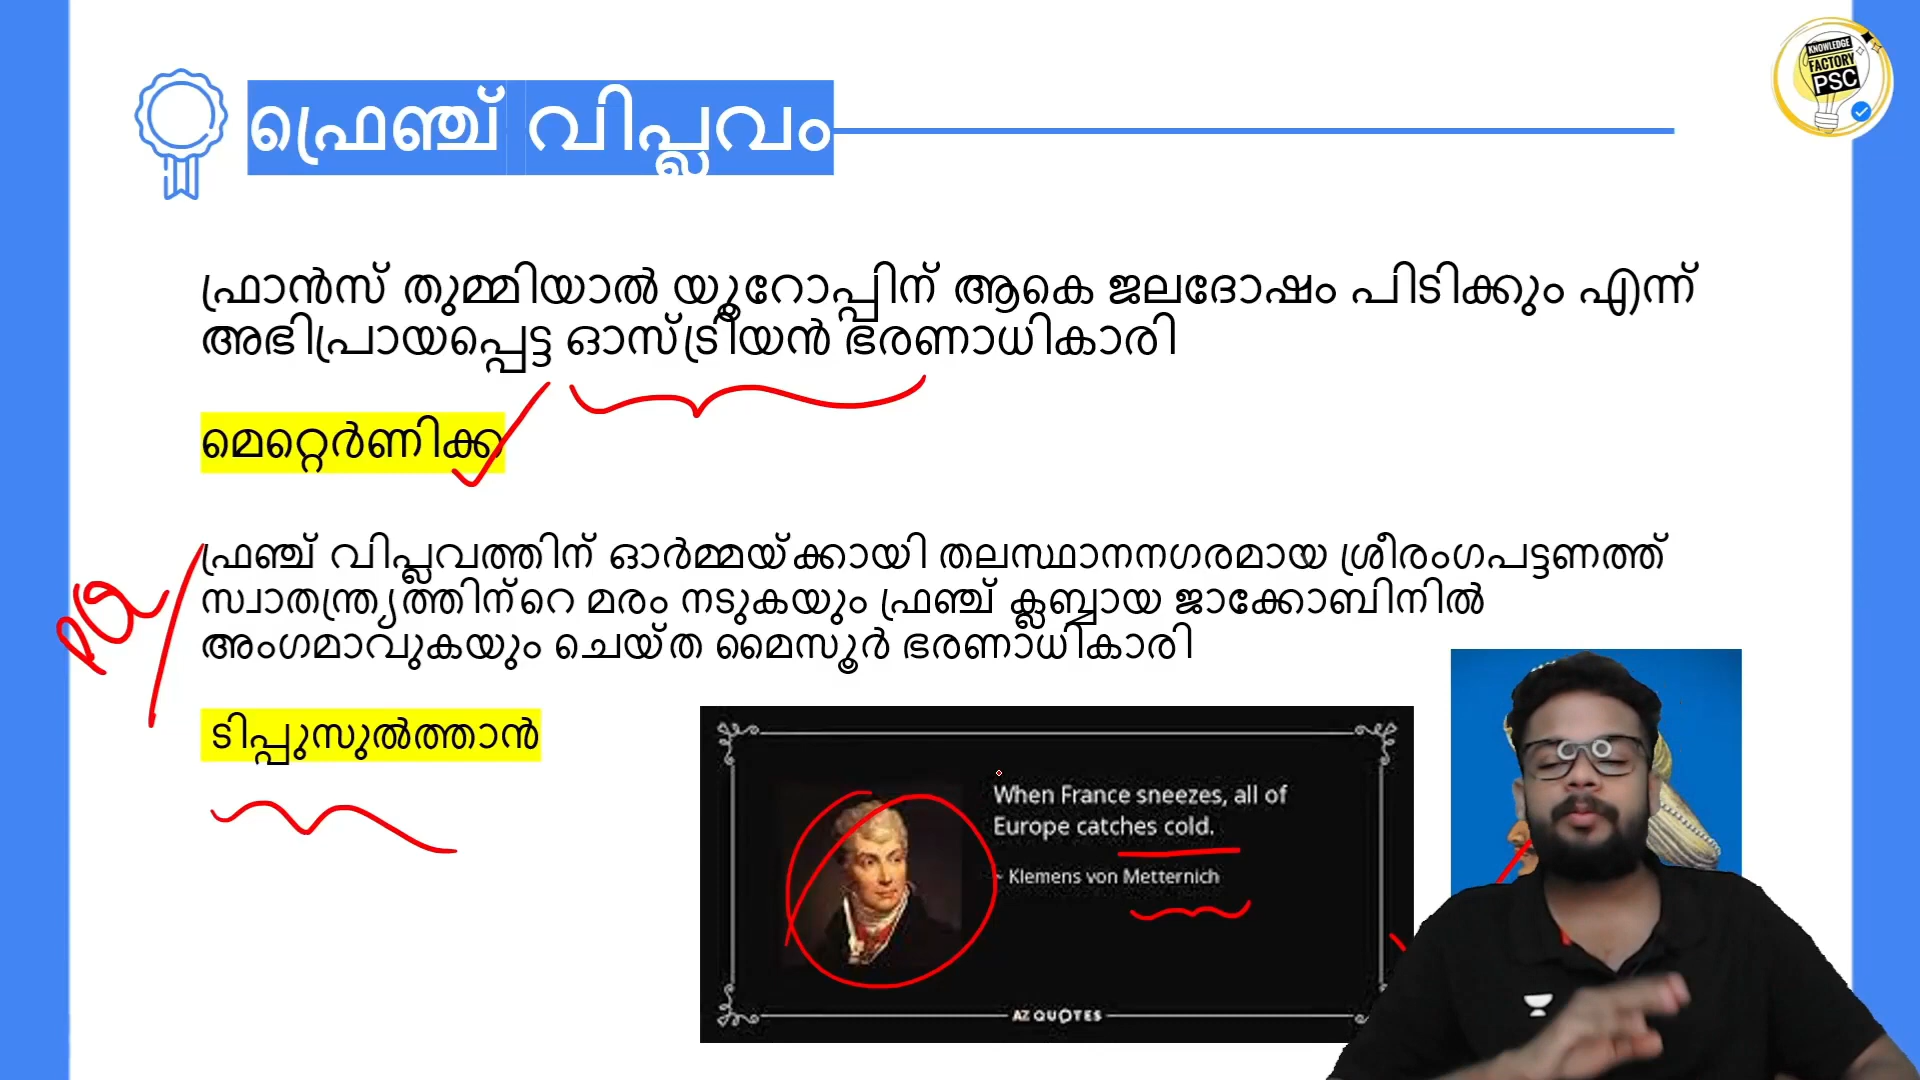 KNOWLEDGE
FACTORY
PSC
ഫ്രെഞ്ച് വിപ്ലവം
ഫ്രാൻസ് തുമ്മിയാൽ യൂറോപ്പിന് ആകെ ജലദോഷം പിടിക്കും എന്ന്
അഭിപ്രായപ്പെട്ട ഓസ്ട്രിയൻ ഭരണാധികാരി
മെറ്റെർണിക്ക
PQ
ഫ്രഞ്ച് വിപ്ലവത്തിന് ഓർമ്മയ്ക്കായി തലസ്ഥാനനഗരമായ ശ്രീരംഗപട്ടണത്ത്
സ്വാതന്ത്ര്യത്തിന്റെ മരം നടുകയും ഫ്രഞ്ച് ക്ലബ്ബായ ജാക്കോബിനിൽ
അംഗമാവുകയും ചെയ്ത മൈസൂർ ഭരണാധികാരി
ടിപ്പുസുൽത്താൻ
When France sneezes, all of
Europe catches cold.
~ Klemens von Metternich
AZ QUOTES